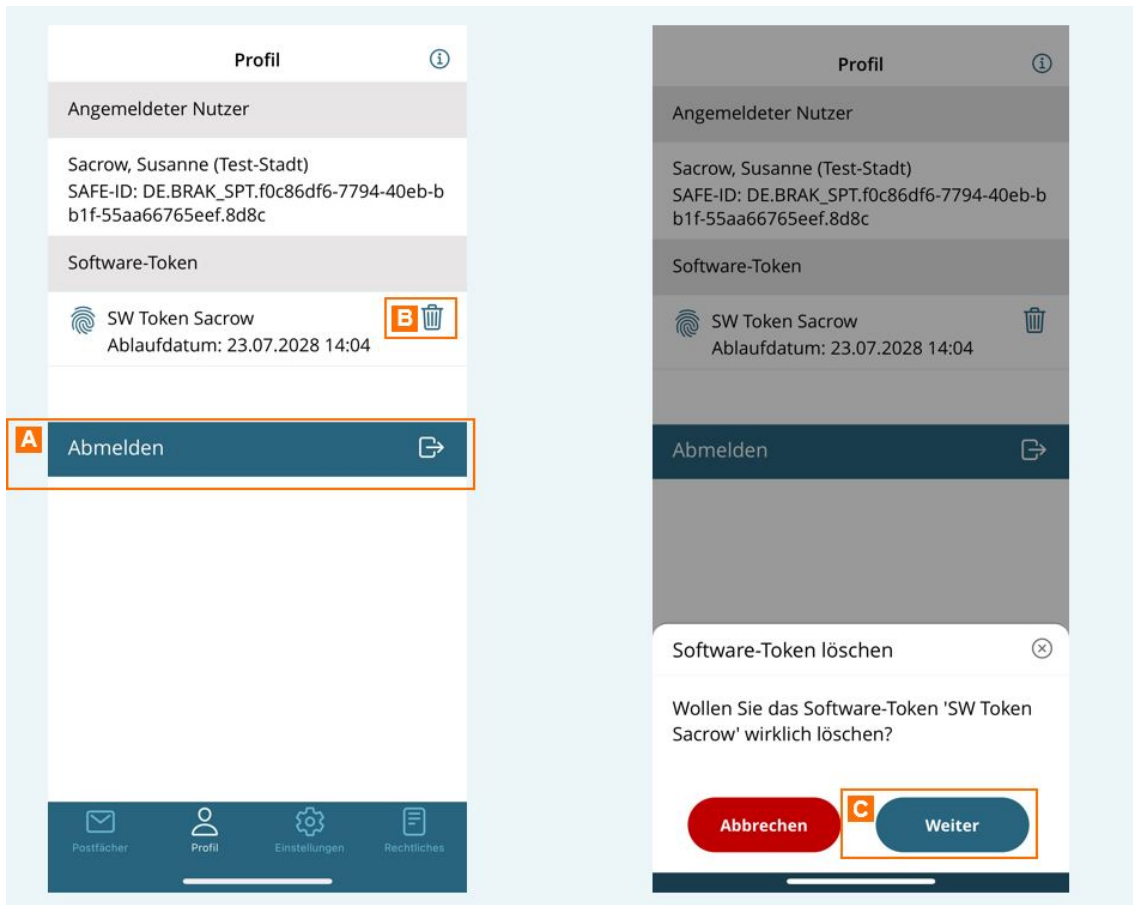 Profil
Angemeldeter Nutzer
Sacrow, Susanne (Test-Stadt)
SAFE-ID: DE.BRAK_SPT.f0c86df6-7794-40eb-b
b1f-55aa66765eef.8d8c
Software-Token
SW Token Sacrow
B
Ablaufdatum: 23.07.2028 14:04
A
Abmelden
Postfächer
Profil
Einstellungen
Rechtliches
Profil
Angemeldeter Nutzer
Sacrow, Susanne (Test-Stadt)
SAFE-ID: DE.BRAK_SPT.f0c86df6-7794-40eb-b
b1f-55aa66765eef.8d8c
Software-Token
SW Token Sacrow
Ablaufdatum: 23.07.2028 14:04
Abmelden
Software-Token löschen
Wollen Sie das Software-Token 'SW Token
Sacrow' wirklich löschen?
Abbrechen
C
Weiter